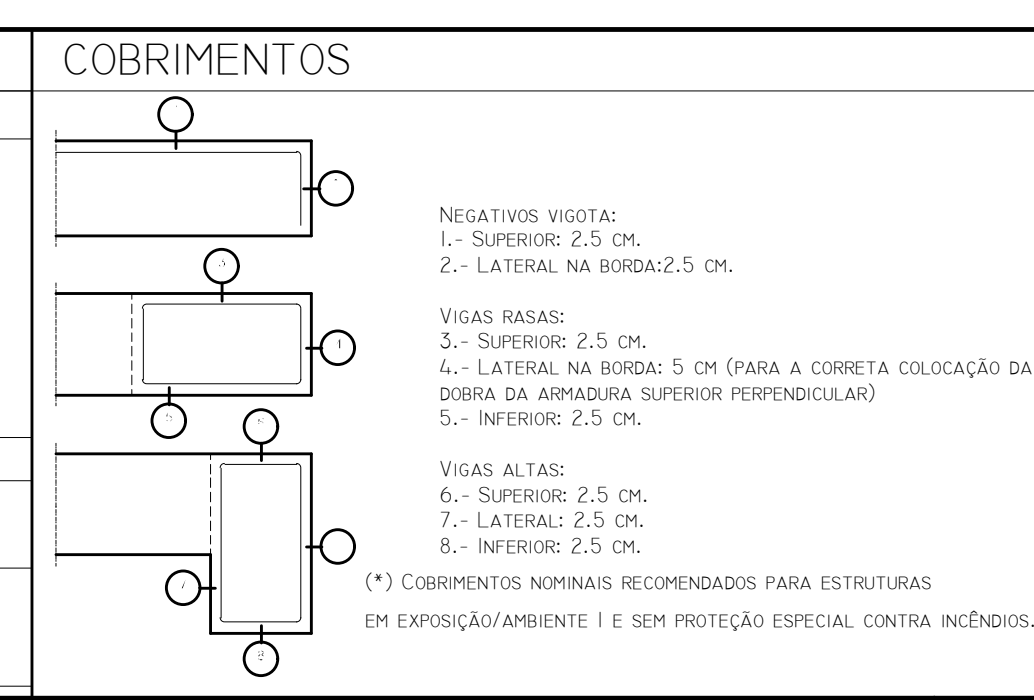 COBRIMENTOS
NEGATIVOS VIGOTA:
1.- SUPERIOR: 2.5 CM.
2.- LATERAL NA BORDA:2.5 CM.
VIGAS RASAS:
3.- SUPERIOR: 2.5 CM.
4.- LATERAL NA BORDA: 5 CM (PARA A CORRETA COLOCAÇÃO DA
DOBRA DA ARMADURA SUPERIOR PERPENDICULAR)
5.- INFERIOR: 2.5 CM.
VIGAS ALTAS:
6.- SUPERIOR: 2.5 CM.
7.- LATERAL: 2.5 CM.
8.- INFERIOR: 2.5 CM.
(*) COBRIMENTOS NOMINAIS RECOMENDADOS PARA ESTRUTURAS
EM EXPOSIÇÃO/AMBIENTE I E SEM PROTEÇÃO ESPECIAL CONTRA INCÊNDIOS.